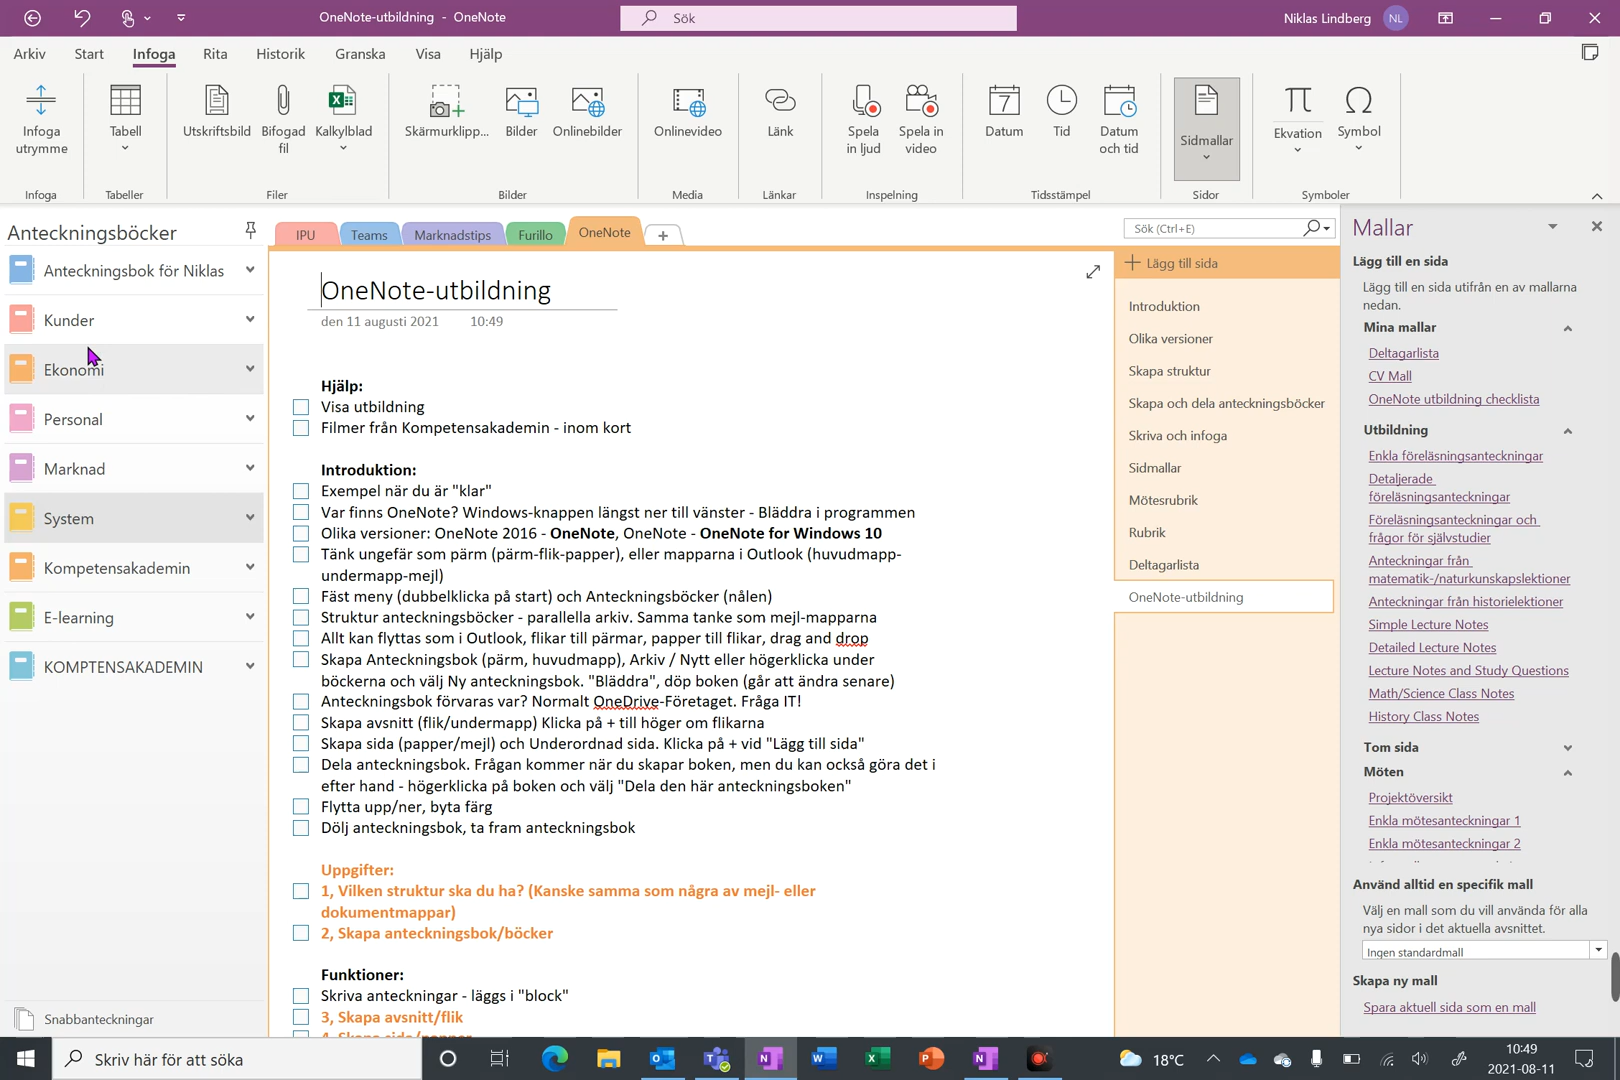 OneNote-utbildning - OneNote
Sök
Niklas Lindberg NL
Arkiv Start Infoga Rita Historik Granska Visa Hjälp
Infoga utrymme
Tabell
Utskriftsbild
Bifogad fil
Kalkylblad
Skärmurklipp...
Bilder
Onlinebilder
Onlinevideo
Länk
Spela in ljud
Spela in video
7
Datum
Tid
Datum och tid
Sidmallar
Ekvation
Symbol
Infoga Tabeller Filer Bilder Media Länkar Inspelning Tidsstämpel Sidor Symboler
Anteckningsböcker
Anteckningsbok för Niklas
Kunder
Ekonomi
Personal
Marknad
System
Kompetensakademin
E-learning
KOMPTENSAKADEMIN
Snabbanteckningar
IPU Teams Marknadstips Furillo OneNote +
Sök (Ctrl+E)
OneNote-utbildning
den 11 augusti 2021 10:49
Hjälp:
Visa utbildning
Filmer från Kompetensakademin - inom kort
Introduktion:
Exempel när du är "klar"
Var finns OneNote? Windows-knappen längst ner till vänster - Bläddra i programmen
Olika versioner: OneNote 2016 - OneNote, OneNote - OneNote for Windows 10
Tänk ungefär som pärm (pärm-flik-papper), eller mapparna i Outlook (huvudmapp-
undermapp-mejl)
Fäst meny (dubbelklicka på start) och Anteckningsböcker (nålen)
Struktur anteckningsböcker - parallella arkiv. Samma tanke som mejl-mapparna
Allt kan flyttas som i Outlook, flikar till pärmar, papper till flikar, drag and drop
Skapa Anteckningsbok (pärm, huvudmapp), Arkiv / Nytt eller högerklicka under
böckerna och välj Ny anteckningsbok. "Bläddra", döp boken (går att ändra senare)
Anteckningsbok förvaras var? Normalt OneDrive-Företaget. Fråga IT!
Skapa avsnitt (flik/undermapp) Klicka på + till höger om flikarna
Skapa sida (papper/mejl) och Underordnad sida. Klicka på + vid "Lägg till sida"
Dela anteckningsbok. Frågan kommer när du skapar boken, men du kan också göra det i
efter hand - högerklicka på boken och välj "Dela den här anteckningsboken"
Flytta upp/ner, byta färg
Dölj anteckningsbok, ta fram anteckningsbok
Uppgifter:
1, Vilken struktur ska du ha? (Kanske samma som några av mejl- eller
dokumentmappar)
2, Skapa anteckningsbok/böcker
Funktioner:
Skriva anteckningar - läggs i "block"
3, Skapa avsnitt/flik
Lägg till sida
Introduktion
Olika versioner
Skapa struktur
Skapa och dela anteckningsböcker
Skriva och infoga
Sidmallar
Mötesrubrik
Rubrik
Deltagarlista
OneNote-utbildning
Mallar
Lägg till en sida
Lägg till en sida utifrån en av mallarna
nedan.
Mina mallar
Deltagarlista
CV Mall
OneNote utbildning checklista
Utbildning
Enkla föreläsningsanteckningar
Detaljerade
föreläsningsanteckningar
Föreläsningsanteckningar och
frågor för självstudier
Anteckningar från
matematik-/naturkunskapslektioner
Anteckningar från historielektioner
Simple Lecture Notes
Detailed Lecture Notes
Lecture Notes and Study Questions
Math/Science Class Notes
History Class Notes
Tom sida
Möten
Projektöversikt
Enkla mötesanteckningar 1
Enkla mötesanteckningar 2
Använd alltid en specifik mall
Välj en mall som du vill använda för alla
nya sidor i det aktuella avsnittet.
Ingen standardmall
Skapa ny mall
Spara aktuell sida som en mall
Skriv här för att söka
18°C
10:49
2021-08-11